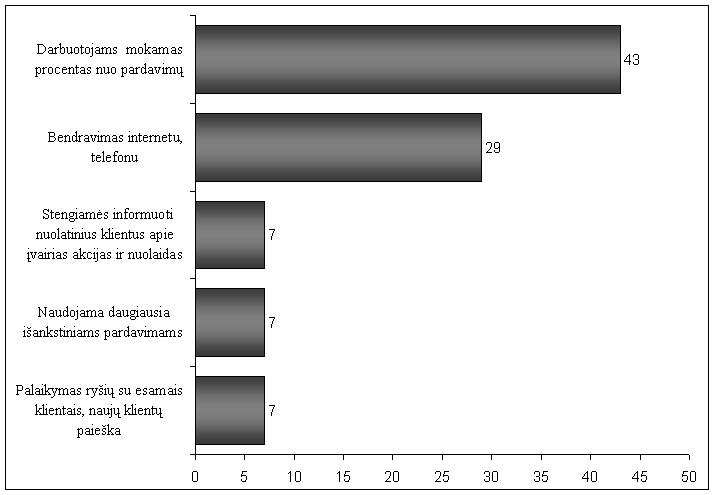 Darbuotojams mokamas
procentas nuo pardavimų
43
Bendravimas internetu,
telefonu
29
Stengiamės informuoti
nuolatinius klientus apie
įvairias akcijas ir nuolaidas
7
Naudojama daugiausia
išankstiniams pardavimams
7
Palaikymas ryšių su esamais
klientais, naujų klientų
paieška
7
0 5 10 15 20 25 30 35 40 45 50